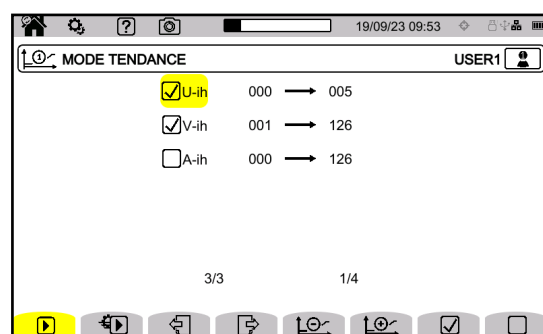 19/09/23 09:53
1 MODE TENDANCE USER1
U-ih 000 → 005
V-ih 001 → 126
A-ih 000 → 126
3/3 1/4